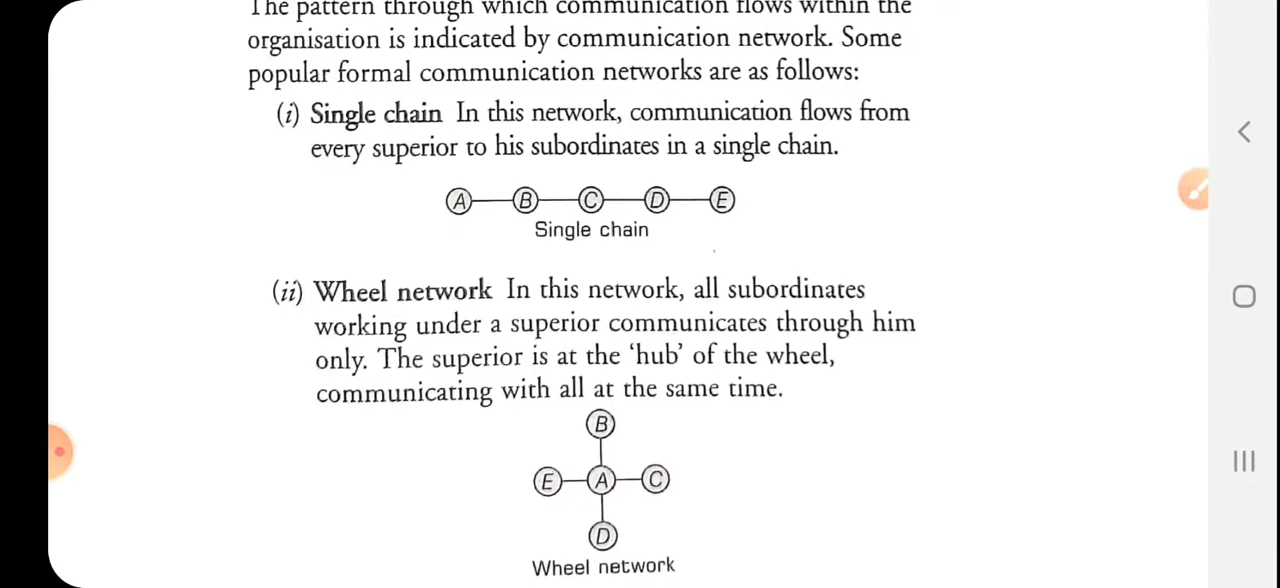 The pattern through which communication flows within the
organisation is indicated by communication network. Some
popular formal communication networks are as follows:
(i) Single chain In this network, communication flows from
every superior to his subordinates in a single chain.
A B C D E
Single chain
(ii) Wheel network In this network, all subordinates
working under a superior communicates through him
only. The superior is at the ‘hub’ of the wheel,
communicating with all at the same time.
B
E A C
D
Wheel network